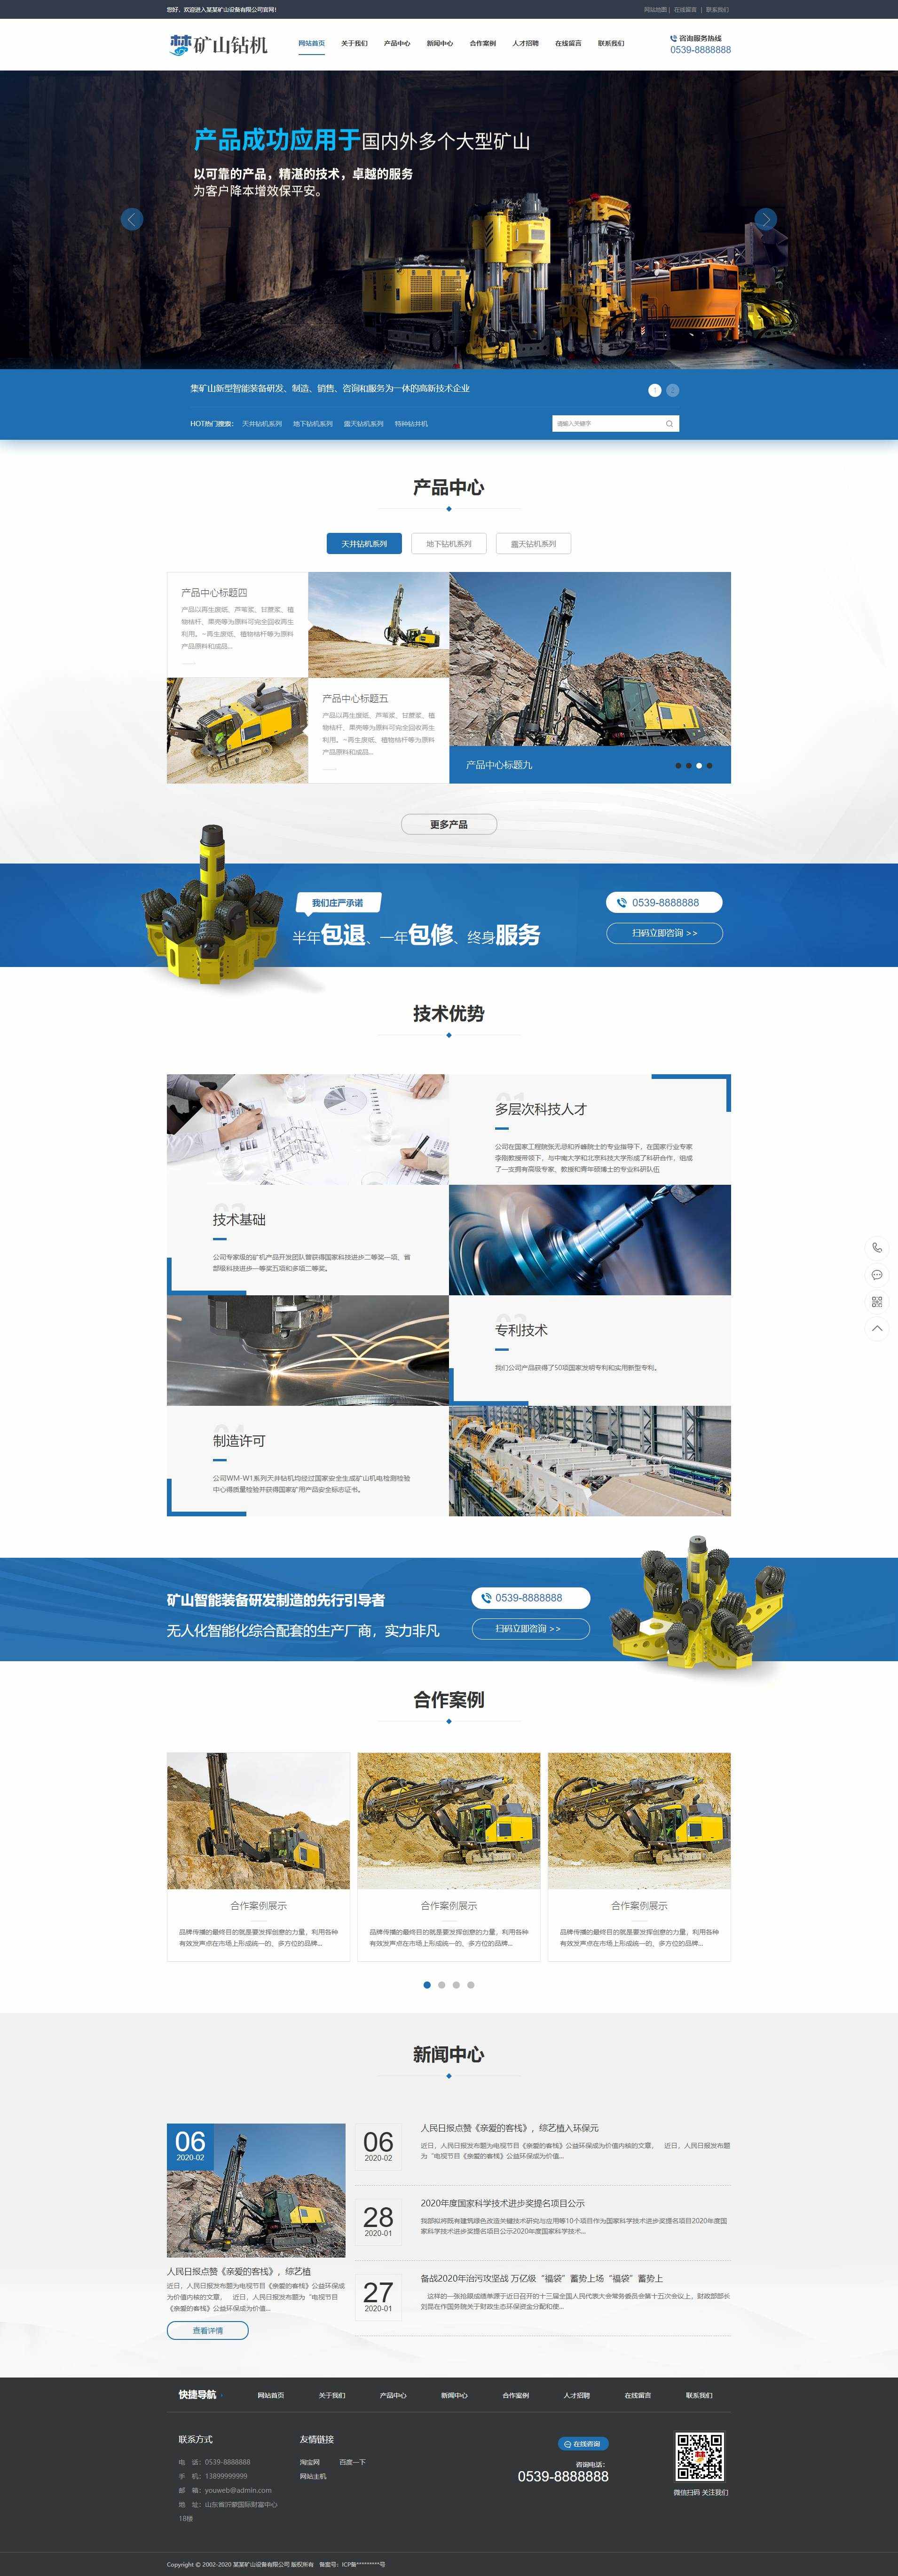 您好，欢迎进入某某矿山设备有限公司官网！
网站地图 | 在线留言 | 联系我们
矿山钻机
网站首页 关于我们 产品中心 新闻中心 合作案例 人才招聘 在线留言 联系我们
咨询服务热线
0539-8888888
产品成功应用于国内外多个大型矿山
以可靠的产品，精湛的技术，卓越的服务
为客户降本增效保平安。
集矿山新型智能装备研发、制造、销售、咨询和服务为一体的高新技术企业
1 2
HOT热门搜索： 天井钻机系列 地下钻机系列 露天钻机系列 特种钻井机
请输入关键字
产品中心
天井钻机系列 地下钻机系列 露天钻机系列
产品中心标题四
产品以再生废纸、芦苇浆、甘蔗浆、植
物秸杆、果壳等为原料可完全回收再生
利用。~再生废纸、植物秸杆等为原料
产品原料和成品...
产品中心标题五
产品以再生废纸、芦苇浆、甘蔗浆、植
物秸杆、果壳等为原料可完全回收再生
利用。~再生废纸、植物秸杆等为原料
产品原料和成品...
产品中心标题九
更多产品
我们庄严承诺
半年包退、一年包修、终身服务
0539-8888888
扫码立即咨询 >>
技术优势
01
多层次科技人才
公司在国家工程院张无忌和乔峰院士的专业指导下，在国家行业专家
李刚教授带领下，与中南大学和北京科技大学形成了科研合作，组成
了一支拥有高级专家、教授和青年硕博士的专业科研队伍
02
技术基础
公司专家级的矿机产品开发团队曾获得国家科技进步二等奖一项、省
部级科技进步一等奖五项和多项二等奖。
03
专利技术
我们公司产品获得了50项国家发明专利和实用新型专利。
04
制造许可
公司WM-W1系列天井钻机均经过国家安全生成矿山机电检测检验
中心得质量检验并获得国家矿用产品安全标志证书。
矿山智能装备研发制造的先行引导者
无人化智能化综合配套的生产厂商，实力非凡
0539-8888888
扫码立即咨询 >>
合作案例
合作案例展示
品牌传播的最终目的就是要发挥创意的力量，利用各种
有效发声点在市场上形成统一的、多方位的品牌...
合作案例展示
品牌传播的最终目的就是要发挥创意的力量，利用各种
有效发声点在市场上形成统一的、多方位的品牌...
合作案例展示
品牌传播的最终目的就是要发挥创意的力量，利用各种
有效发声点在市场上形成统一的、多方位的品牌...
新闻中心
06
2020-02
人民日报点赞《亲爱的客栈》，综艺植
近日，人民日报发布题为电视节目《亲爱的客栈》公益环保成
为价值内核的文章， 近日，人民日报发布题为“电视节目
《亲爱的客栈》公益环保成为价值...
查看详情
06
2020-02
人民日报点赞《亲爱的客栈》，综艺植入环保元
近日，人民日报发布题为电视节目《亲爱的客栈》公益环保成为价值内核的文章， 近日，人民日报发布题
为“电视节目《亲爱的客栈》公益环保成为价值...
28
2020-01
2020年度国家科学技术进步奖提名项目公示
我部拟将既有建筑绿色改造关键技术研究与应用等10个项目作为国家科学技术进步奖提名项目2020年度国
家科学技术进步奖提名项目公示2020年度国家科学技术...
27
2020-01
备战2020年治污攻坚战 万亿级“福袋”蓄势上场“福袋”蓄势上
这样的一张抢眼成绩单源于近日召开的十三届全国人民代表大会常务委员会第十五次会议上，财政部部长
刘昆在作国务院关于财政生态环保资金分配和使...
快捷导航
网站首页 关于我们 产品中心 新闻中心 合作案例 人才招聘 在线留言 联系我们
联系方式
电 话：0539-8888888
手 机：13899999999
邮 箱：youweb@admin.com
地 址：山东省沂蒙国际财富中心
18楼
友情链接
淘宝网 百度一下
网站主机
在线咨询
咨询电话：
0539-8888888
微信扫码 关注我们
Copyright © 2002-2020 某某矿山设备有限公司 版权所有 备案号：ICP备*********号